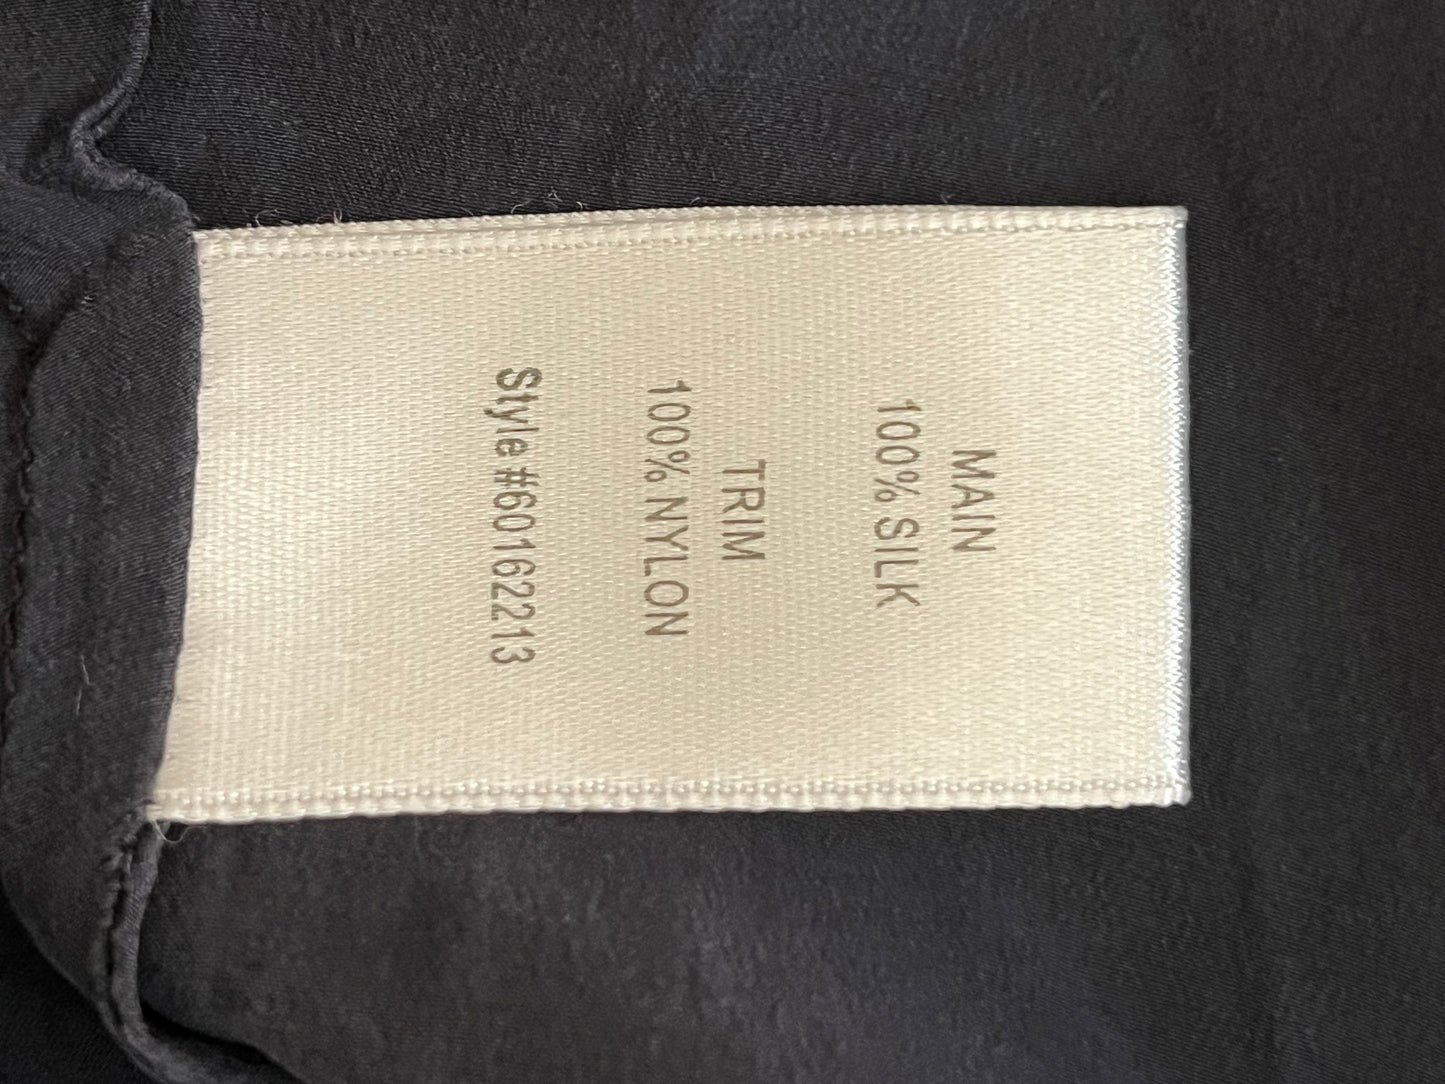 MAIN
100% SILK
TRIM
100% NYLON
Style #60162213